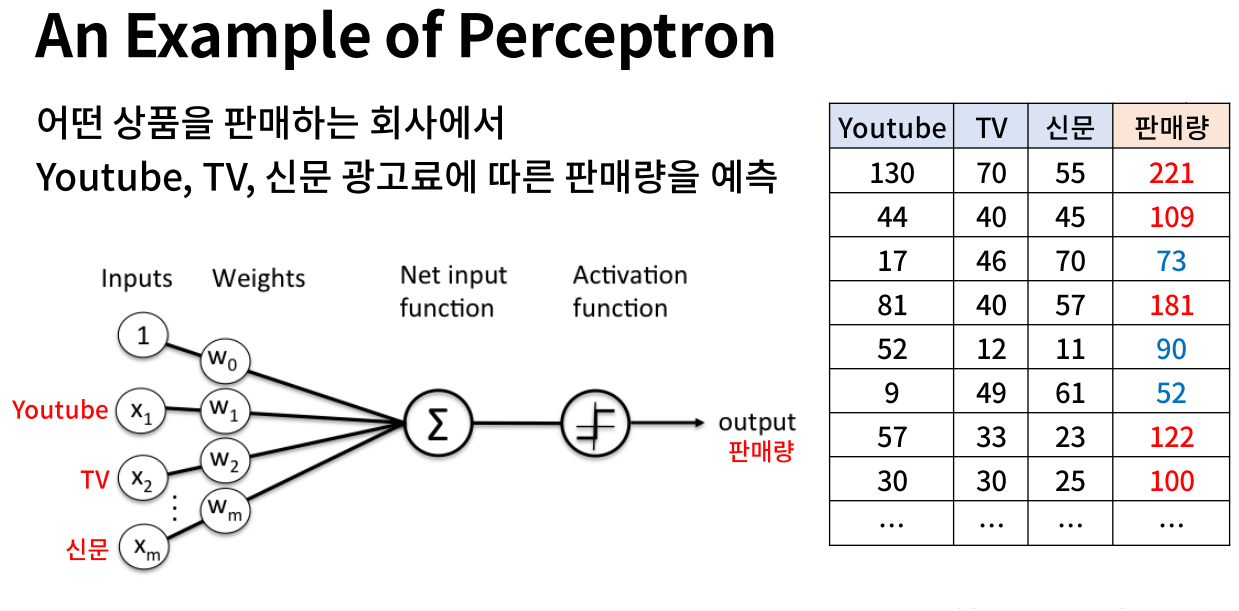 An Example of Perceptron
어떤 상품을 판매하는 회사에서
Youtube, TV, 신문 광고료에 따른 판매량을 예측
Inputs Weights Net input function Activation function
1 w0
Youtube x1 w1
TV x2 w2
⋮
신문 xm wm
Σ
output
판매량
Youtube TV 신문 판매량
130 70 55 221
44 40 45 109
17 46 70 73
81 40 57 181
52 12 11 90
9 49 61 52
57 33 23 122
30 30 25 100
... ... ... ...